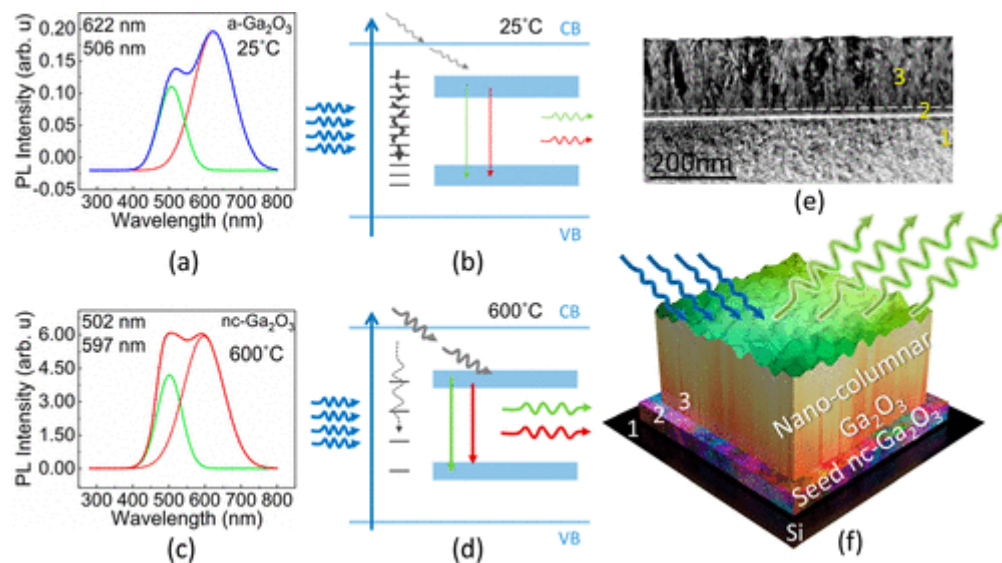 622 nm
506 nm
a-Ga₂O₃
25˚C
0.20
0.15
0.10
0.05
0.00
-0.05
PL Intensity (arb. u)
300 400 500 600 700 800
Wavelength (nm)
(a)
25˚C
CB
VB
(b)
3
2
1
200nm
(e)
502 nm
597 nm
nc-Ga₂O₃
600˚C
6.00
4.50
3.00
1.50
0.00
PL Intensity (arb. u)
300 400 500 600 700 800
Wavelength (nm)
(c)
600˚C
CB
VB
(d)
1
2
3
Nano-columnar
Ga₂O₃
Seed nc-Ga₂O₃
Si
(f)